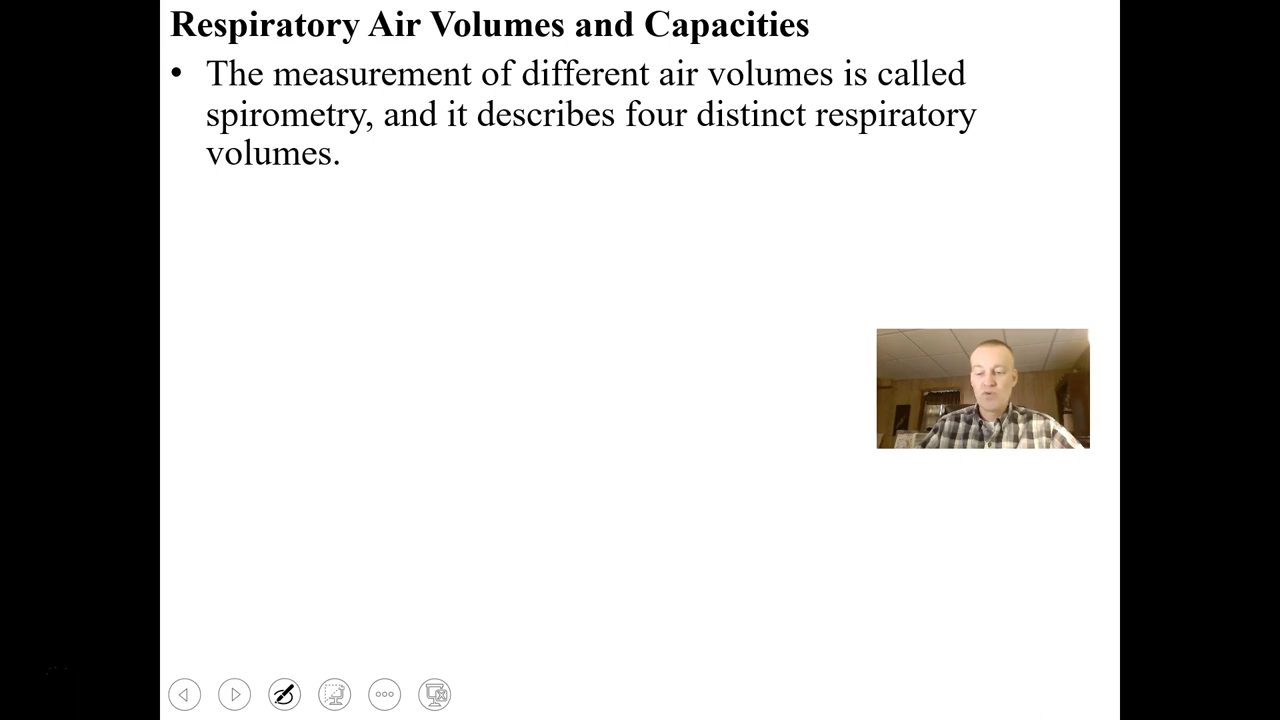 Respiratory Air Volumes and Capacities
• The measurement of different air volumes is called
spirometry, and it describes four distinct respiratory
volumes.